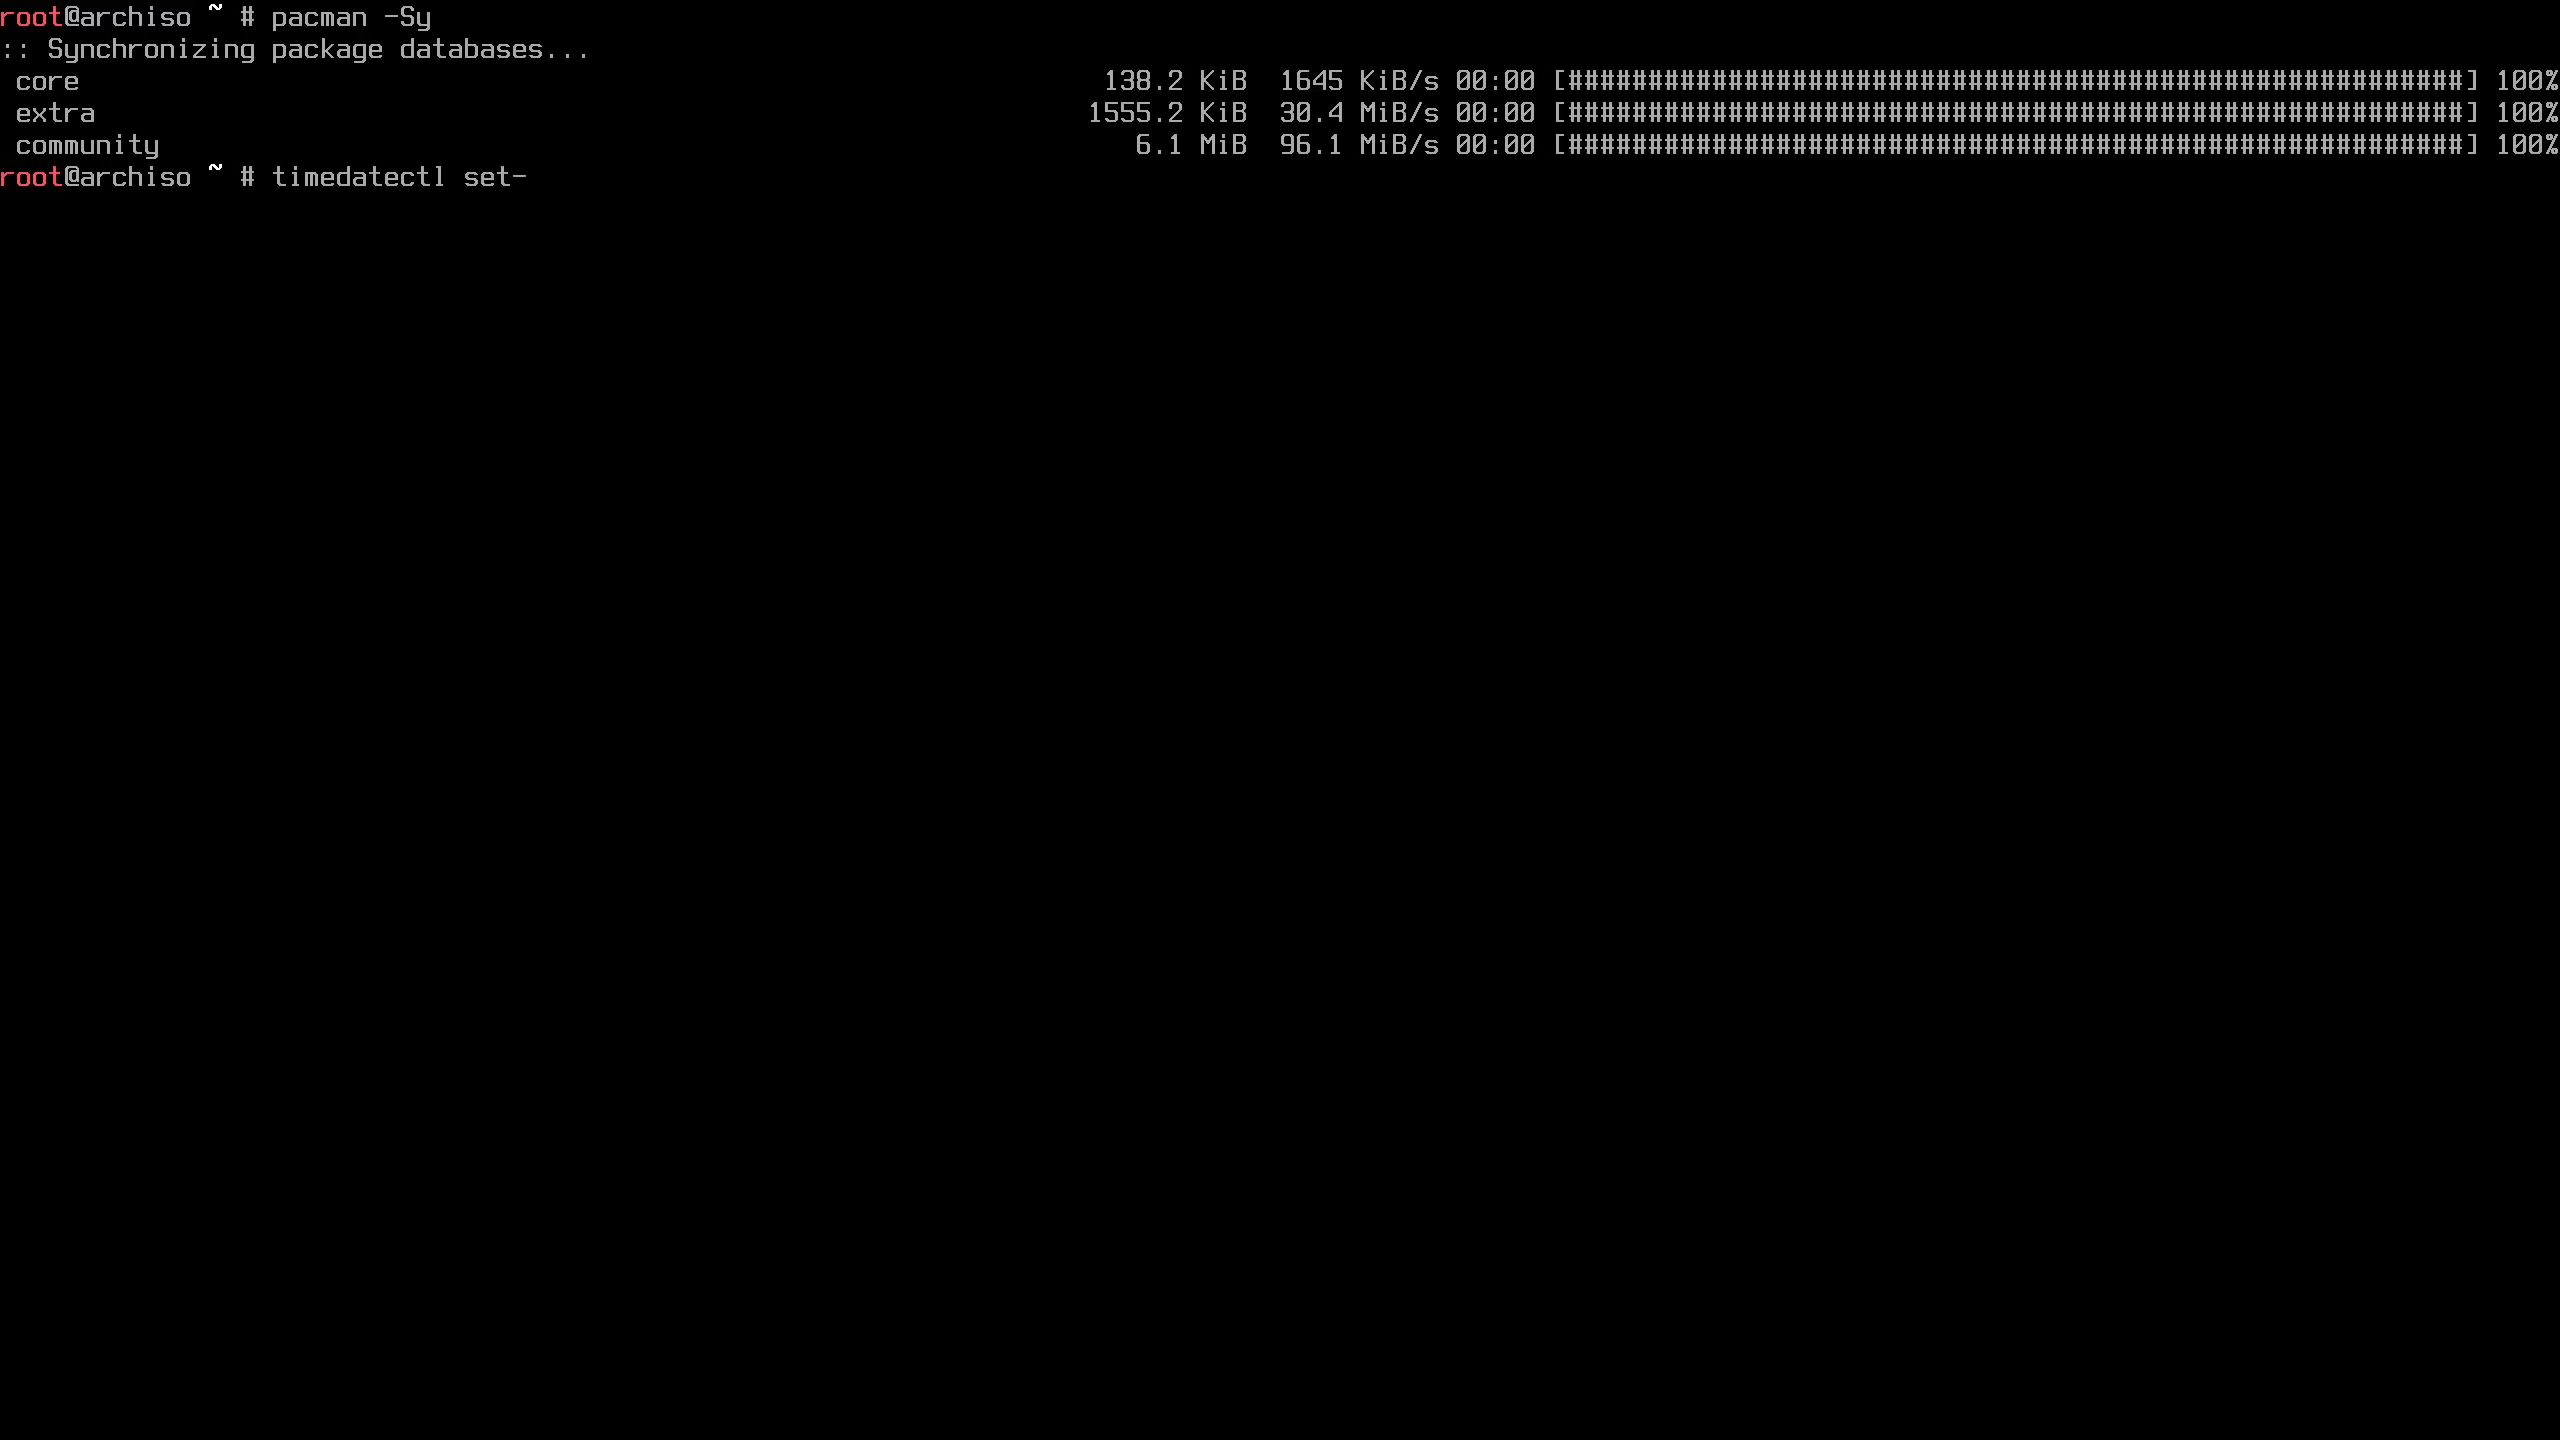 root@archiso ~ # pacman -Sy
:: Synchronizing package databases...
 core 138.2 KiB 1645 KiB/s 00:00 [########################################################] 100%
 extra 1555.2 KiB 30.4 MiB/s 00:00 [########################################################] 100%
 community 6.1 MiB 96.1 MiB/s 00:00 [########################################################] 100%
root@archiso ~ # timedatectl set-